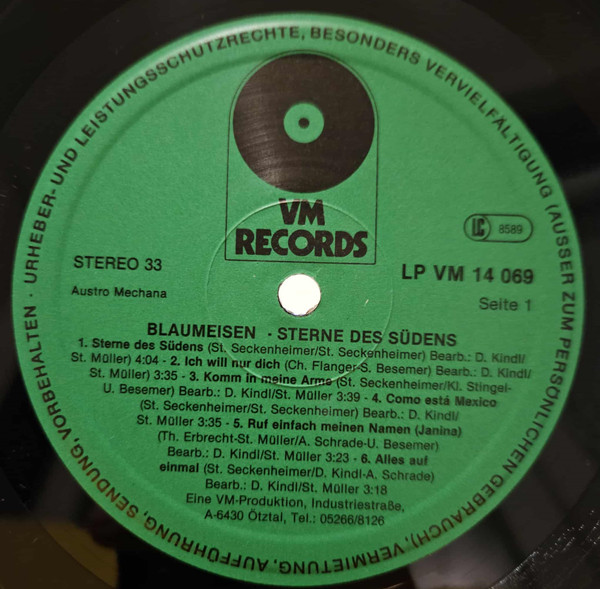 URHEBER- UND LEISTUNGSSCHUTZRECHTE, BESONDERS VERVIELFÄLTIGUNG (AUSSER ZUM PERSÖNLICHEN GEBRAUCH), VERMIETUNG, AUFFÜHRUNG, SENDUNG, VORBEHALTEN ·
VM
RECORDS
LC 8589
STEREO 33
LP VM 14 069
Austro Mechana
Seite 1
BLAUMEISEN · STERNE DES SÜDENS
1. Sterne des Südens (St. Seckenheimer/St. Seckenheimer) Bearb.: D. Kindl/
St. Müller) 4:04 - 2. Ich will nur dich (Ch. Flanger-S. Besemer) Bearb.: D. Kindl/
St. Müller) 3:35 - 3. Komm in meine Arme (St. Seckenheimer/Kl. Stingel-
U. Besemer) Bearb.: D. Kindl/St. Müller 3:39 - 4. Como está Mexico
(St. Seckenheimer/St. Seckenheimer) Bearb.: D. Kindl/
St. Müller 3:35 - 5. Ruf einfach meinen Namen (Janina)
(Th. Erbrecht-St. Müller/A. Schrade-U. Besemer)
Bearb.: D. Kindl/St. Müller 3:23 - 6. Alles auf
einmal (St. Seckenheimer/D. Kindl-A. Schrade)
Bearb.: D. Kindl/St. Müller 3:18
Eine VM-Produktion, Industriestraße,
A-6430 Ötztal, Tel.: 05266/8126